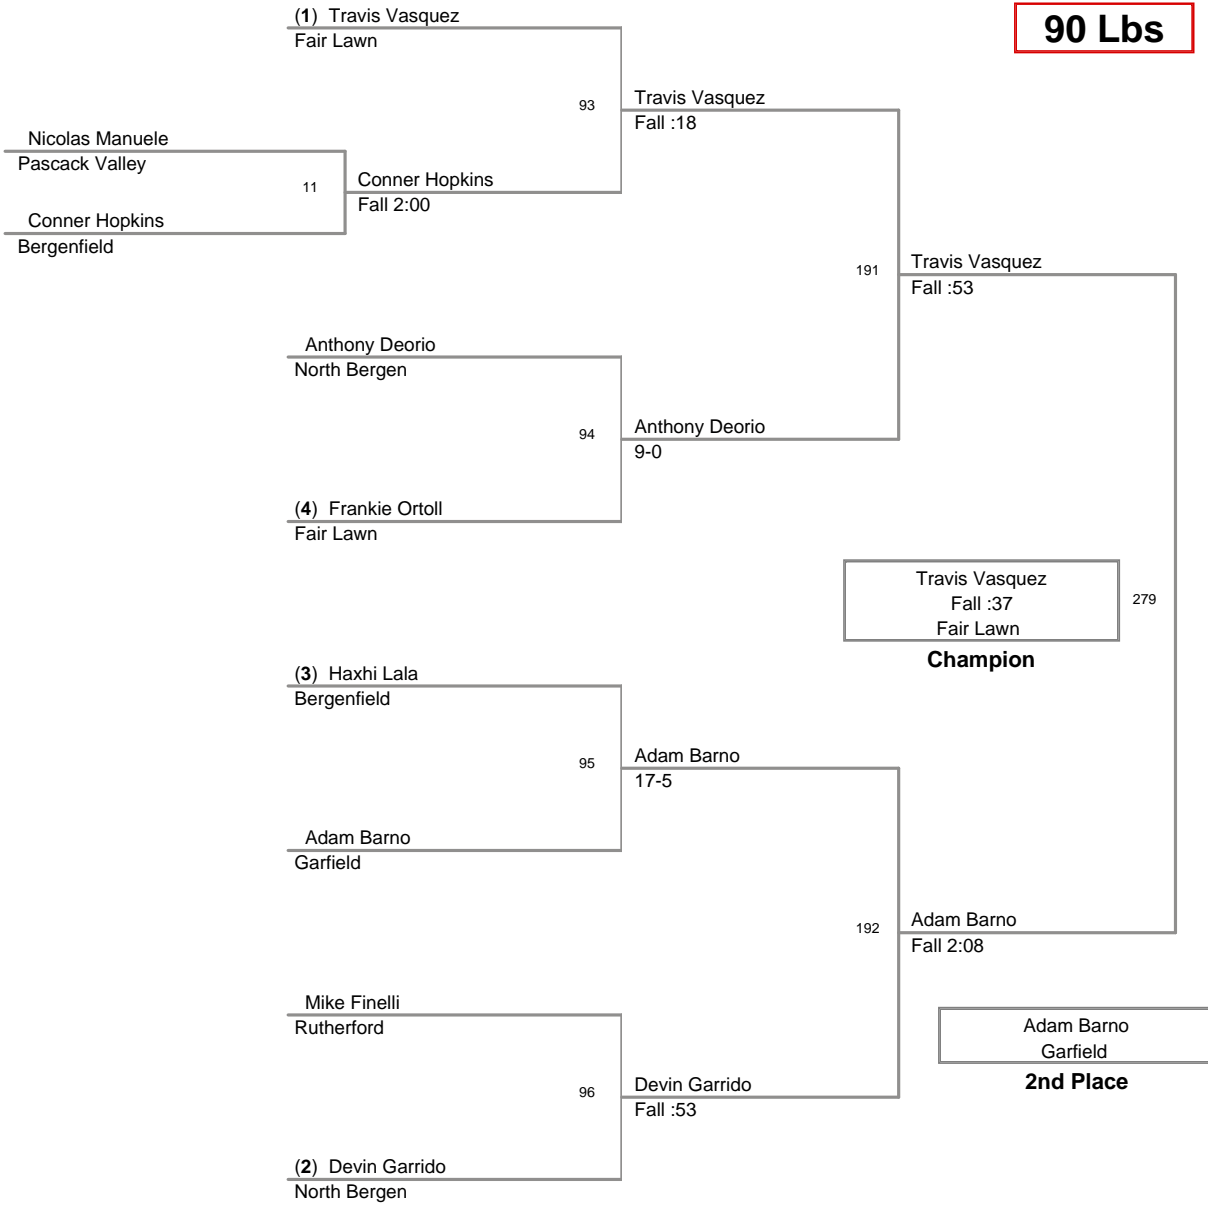 (1) Travis Vasquez
Fair Lawn
90 Lbs
93
Travis Vasquez
Fall :18
Nicolas Manuele
Pascack Valley
11
Conner Hopkins
Fall 2:00
Conner Hopkins
Bergenfield
191
Travis Vasquez
Fall :53
Anthony Deorio
North Bergen
94
Anthony Deorio
9-0
(4) Frankie Ortoll
Fair Lawn
Travis Vasquez
Fall :37
Fair Lawn
279
Champion
(3) Haxhi Lala
Bergenfield
95
Adam Barno
17-5
Adam Barno
Garfield
192
Adam Barno
Fall 2:08
Mike Finelli
Rutherford
Adam Barno
Garfield
2nd Place
96
Devin Garrido
Fall :53
(2) Devin Garrido
North Bergen